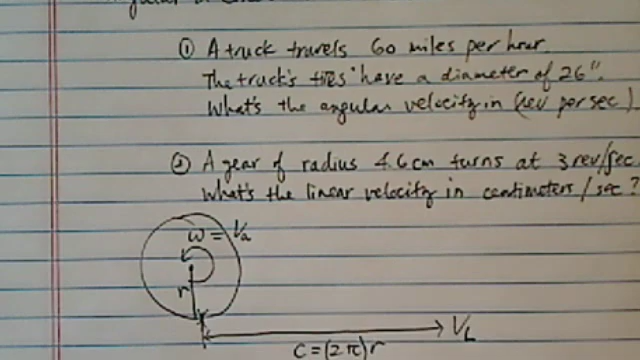 ① A truck travels 60 miles per hour.
The truck's ties have a diameter of 26".
What's the angular velocity in (rev per sec)
② A gear of radius 4.6 cm turns at 3 rev/sec
What's the linear velocity in centimeters / sec ?
ω = Va
r
VL
C = (2π)r